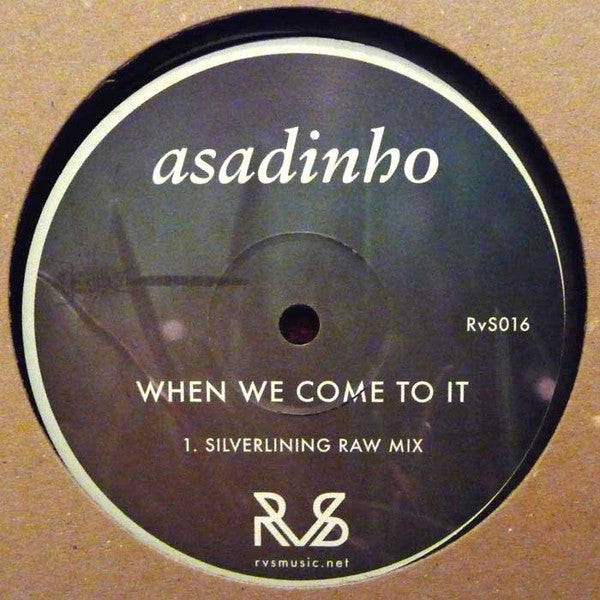 asadinho
RvS016
WHEN WE COME TO IT
1. SILVERLINING RAW MIX
RVS
rvsmusic.net